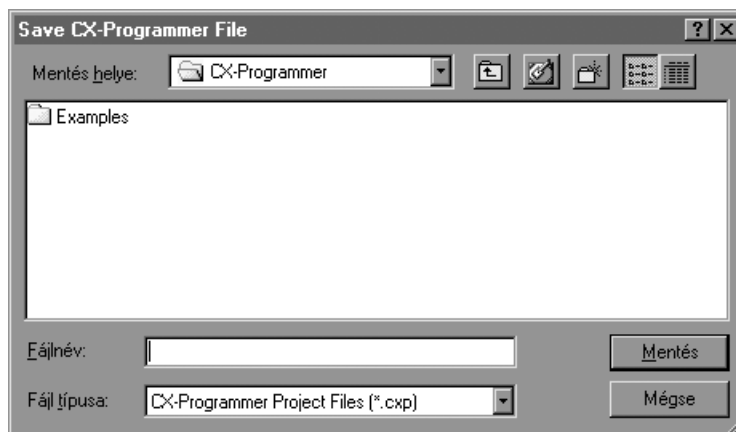 Save CX-Programmer File
Mentés helye: CX-Programmer
Examples
Fájlnév: Mentés
Fájl típusa: CX-Programmer Project Files (*.cxp) Mégse